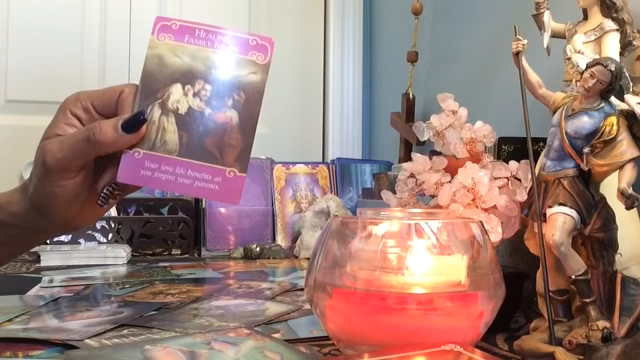 HEALING
FAMILY
Your love life benefits as
you forgive your parents.